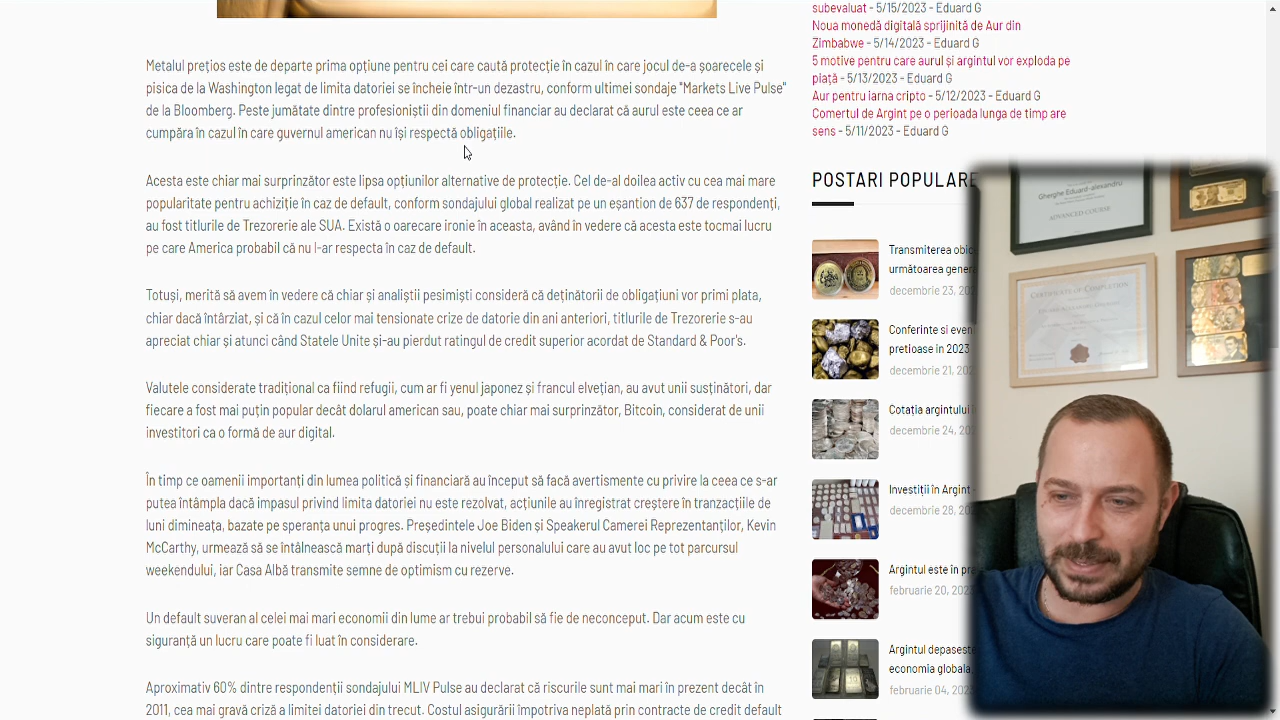 Metalul prețios este de departe prima opțiune pentru cei care caută protecție în cazul în care jocul de-a șoarecele și
pisica de la Washington legat de limita datoriei se încheie într-un dezastru, conform ultimei sondaje "Markets Live Pulse"
de la Bloomberg. Peste jumătate dintre profesioniștii din domeniul financiar au declarat că aurul este ceea ce ar
cumpăra în cazul în care guvernul american nu își respectă obligațiile.
Acesta este chiar mai surprinzător este lipsa opțiunilor alternative de protecție. Cel de-al doilea activ cu cea mai mare
popularitate pentru achiziție în caz de default, conform sondajului global realizat pe un eșantion de 637 de respondenți,
au fost titlurile de Trezorerie ale SUA. Există o oarecare ironie în aceasta, având în vedere că acesta este tocmai lucru
pe care America probabil că nu l-ar respecta în caz de default.
Totuși, merită să avem în vedere că chiar și analiștii pesimiști consideră că deținătorii de obligațiuni vor primi plata,
chiar dacă întârziat, și că în cazul celor mai tensionate crize de datorie din ani anteriori, titlurile de Trezorerie s-au
apreciat chiar și atunci când Statele Unite și-au pierdut ratingul de credit superior acordat de Standard & Poor's.
Valutele considerate tradițional ca fiind refugii, cum ar fi yenul japonez și francul elvețian, au avut unii susținători, dar
fiecare a fost mai puțin popular decât dolarul american sau, poate chiar mai surprinzător, Bitcoin, considerat de unii
investitori ca o formă de aur digital.
În timp ce oamenii importanți din lumea politică și financiară au început să facă avertismente cu privire la ceea ce s-ar
putea întâmpla dacă impasul privind limita datoriei nu este rezolvat, acțiunile au înregistrat creștere în tranzacțiile de
luni dimineața, bazate pe speranța unui progres. Președintele Joe Biden și Speakerul Camerei Reprezentanților, Kevin
McCarthy, urmează să se întâlnească marți după discuții la nivelul personalului care au avut loc pe tot parcursul
weekendului, iar Casa Albă transmite semne de optimism cu rezerve.
Un default suveran al celei mai mari economii din lume ar trebui probabil să fie de neconceput. Dar acum este cu
siguranță un lucru care poate fi luat în considerare.
Aproximativ 60% dintre respondenții sondajului MLIV Pulse au declarat că riscurile sunt mai mari în prezent decât în
2011, cea mai gravă criză a limitei datoriei din trecut. Costul asigurării împotriva neplată prin contracte de credit default
subevaluat - 5/15/2023 - Eduard G
Noua monedă digitală sprijinită de Aur din
Zimbabwe - 5/14/2023 - Eduard G
5 motive pentru care aurul și argintul vor exploda pe
piață - 5/13/2023 - Eduard G
Aur pentru iarna cripto - 5/12/2023 - Eduard G
Comertul de Argint pe o perioada lunga de timp are
sens - 5/11/2023 - Eduard G
POSTARI POPULARE
Transmiterea
următoarea
decembrie 23,
Conferinte si
pretioase in 2023
decembrie 21,
Cotația argintului
decembrie 24,
Investiții în Argint
decembrie 28,
Argintul este în
februarie 20,
Argintul
economia globala,
februarie 04,
Gherghe Eduard-alexandru
ADVANCED COURSE
CERTIFICATE OF COMPLETION